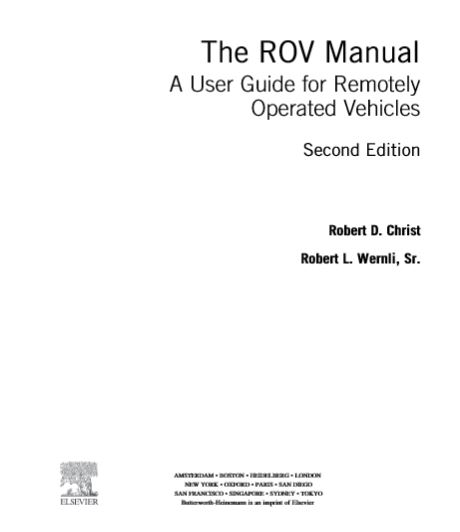 The ROV Manual
A User Guide for Remotely
Operated Vehicles
Second Edition
Robert D. Christ
Robert L. Wernli, Sr.
AMSTERDAM • BOSTON • HEIDELBERG • LONDON
NEW YORK • OXFORD • PARIS • SAN DIEGO
SAN FRANCISCO • SINGAPORE • SYDNEY • TOKYO
ELSEVIER
Butterworth-Heinemann is an imprint of Elsevier